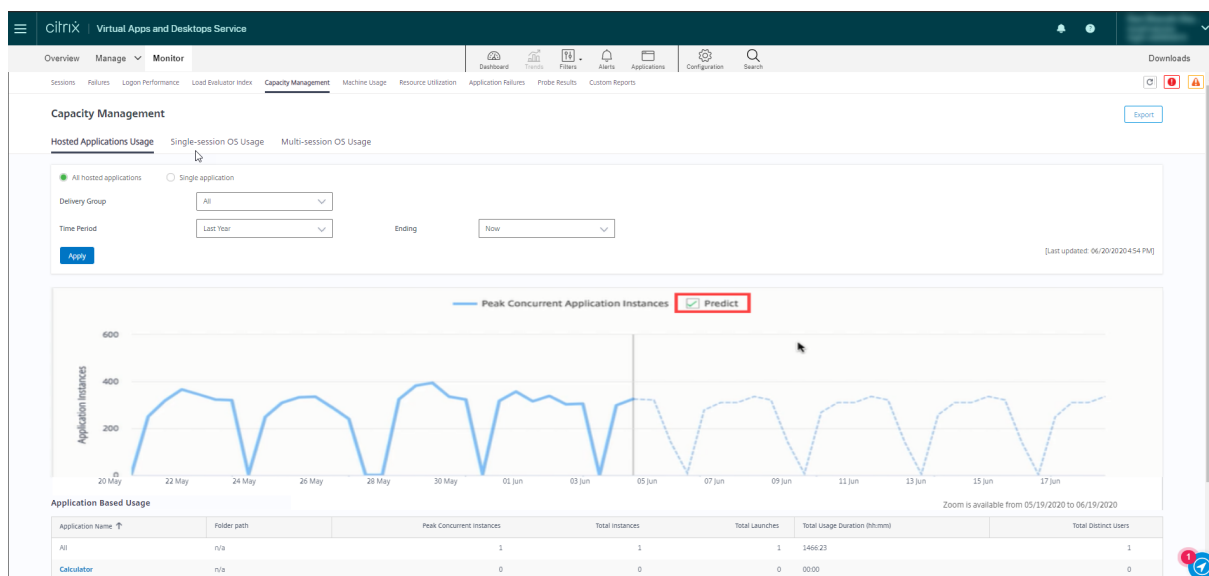 citrix | Virtual Apps and Desktops Service
Overview Manage Monitor Dashboard Trends Filters Alerts Applications Configuration Search Downloads
Sessions Failures Logon Performance Load Evaluator Index Capacity Management Machine Usage Resource Utilization Application Failures Probe Results Custom Reports
Capacity Management Export
Hosted Applications Usage Single-session OS Usage Multi-session OS Usage
All hosted applications Single application
Delivery Group All
Time Period Last Year Ending Now
Apply [Last updated: 06/20/20204:54 PM]
Peak Concurrent Application Instances Predict
Application Instances
600
400
200
0
20 May 22 May 24 May 26 May 28 May 30 May 01 Jun 03 Jun 05 Jun 07 Jun 09 Jun 11 Jun 13 Jun 15 Jun 17 Jun
Application Based Usage Zoom is available from 05/19/2020 to 06/19/2020
Application Name Folder path Peak Concurrent Instances Total Instances Total Launches Total Usage Duration (hh:mm) Total Distinct Users
All n/a 1 1 1 1466:23 1
Calculator n/a 0 0 0 00:00 0
1